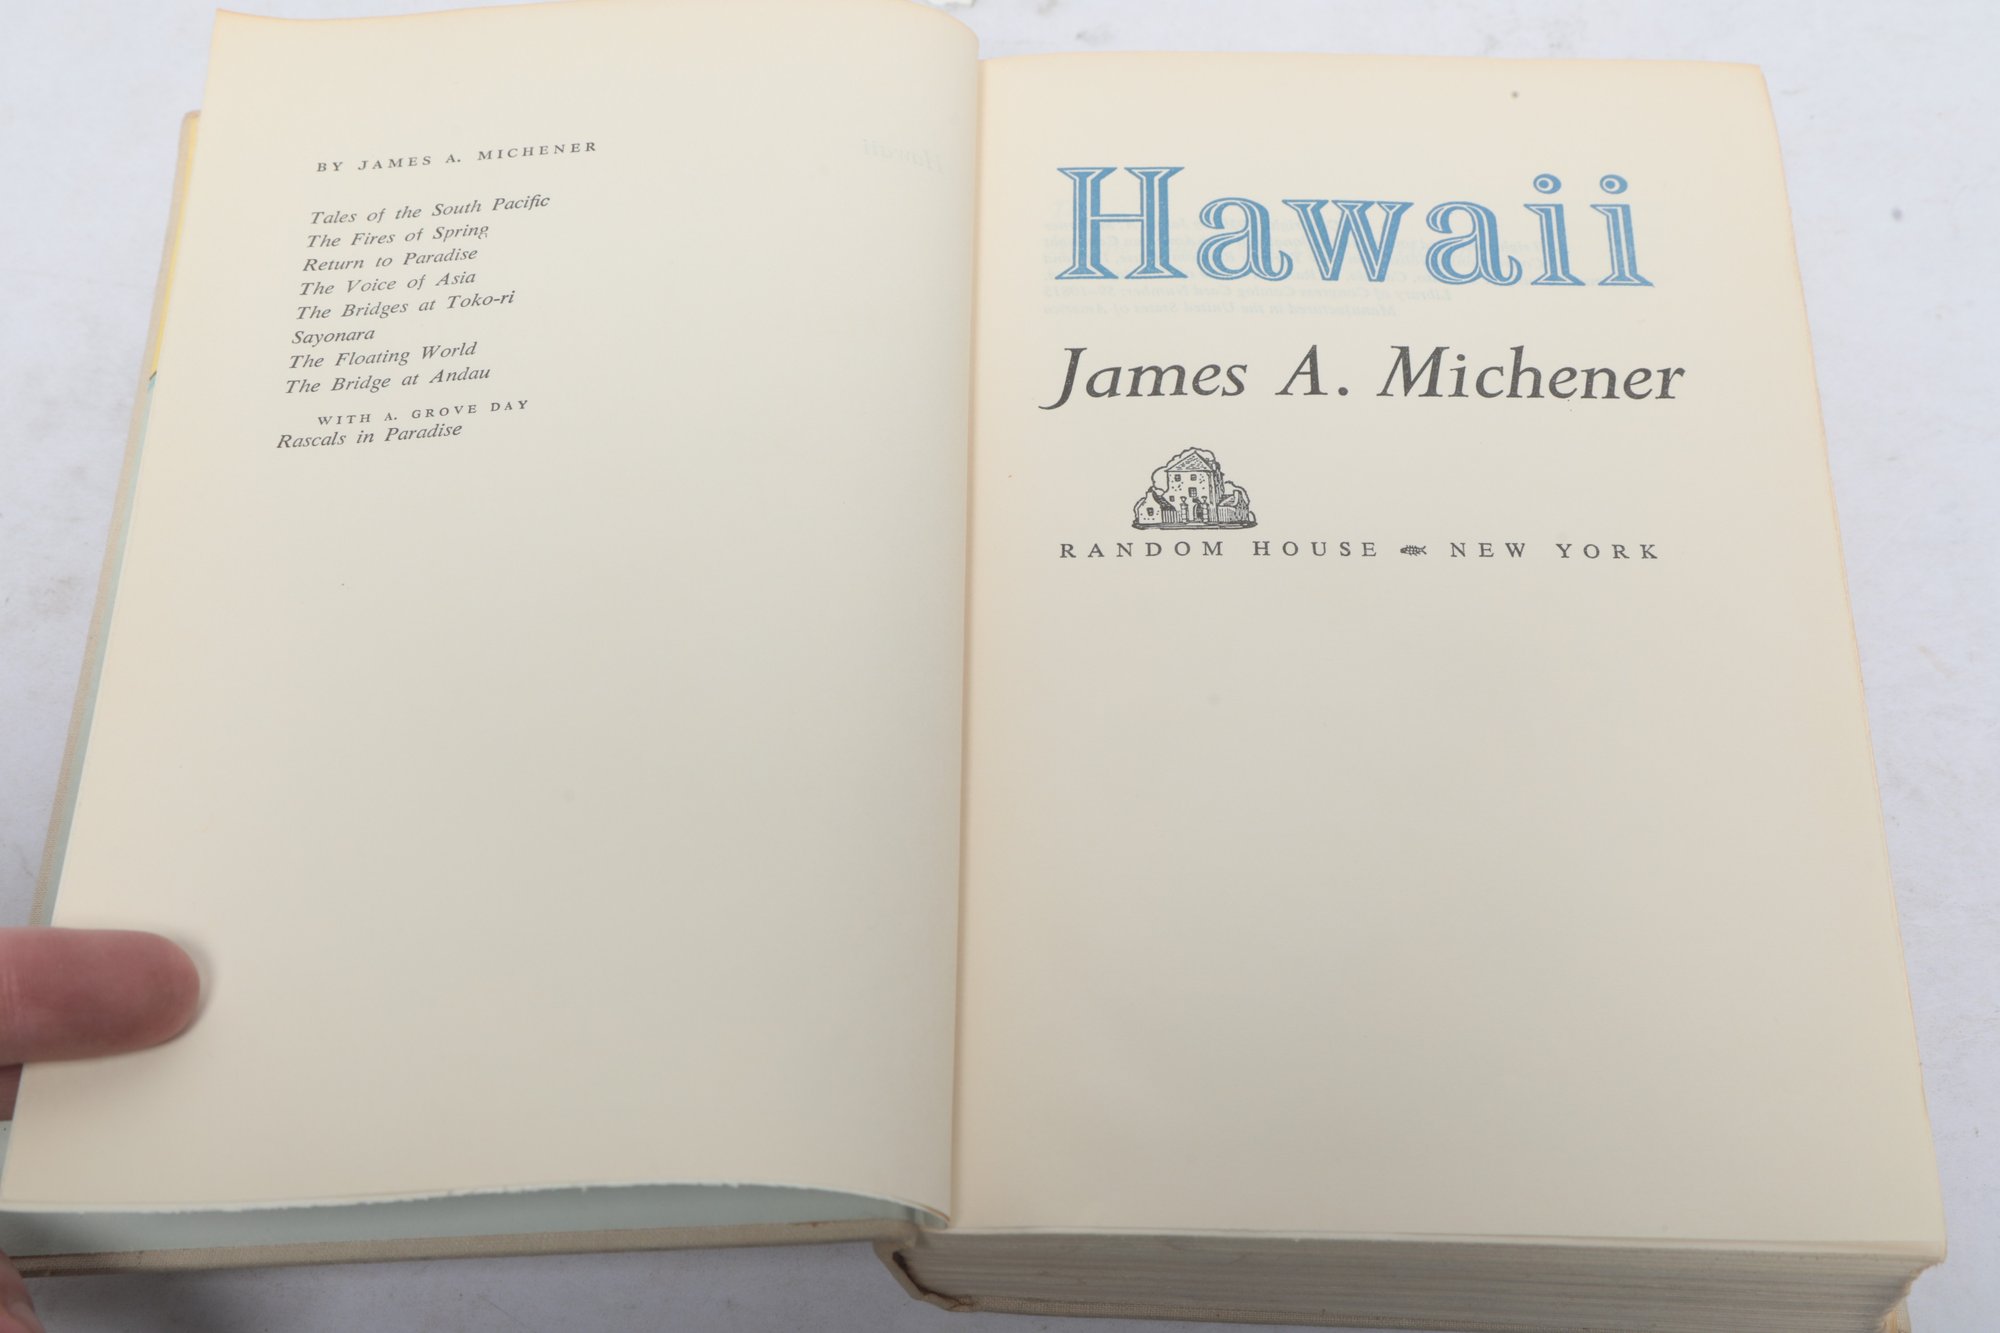 BY JAMES A. MICHENER
Tales of the South Pacific
The Fires of Spring
Return to Paradise
The Voice of Asia
The Bridges at Toko-ri
Sayonara
The Floating World
The Bridge at Andau
WITH A. GROVE DAY
Rascals in Paradise
Hawaii
James A. Michener
RANDOM HOUSE NEW YORK